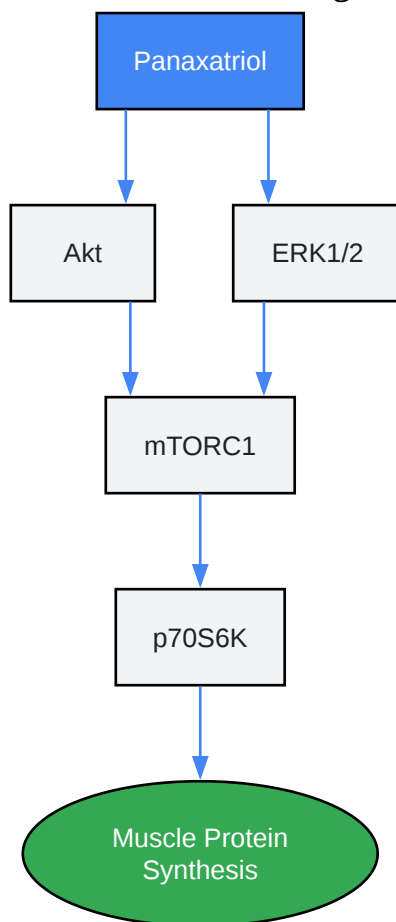 Panaxatriol
Akt
ERK1/2
mTORC1
p70S6K
Muscle Protein
Synthesis